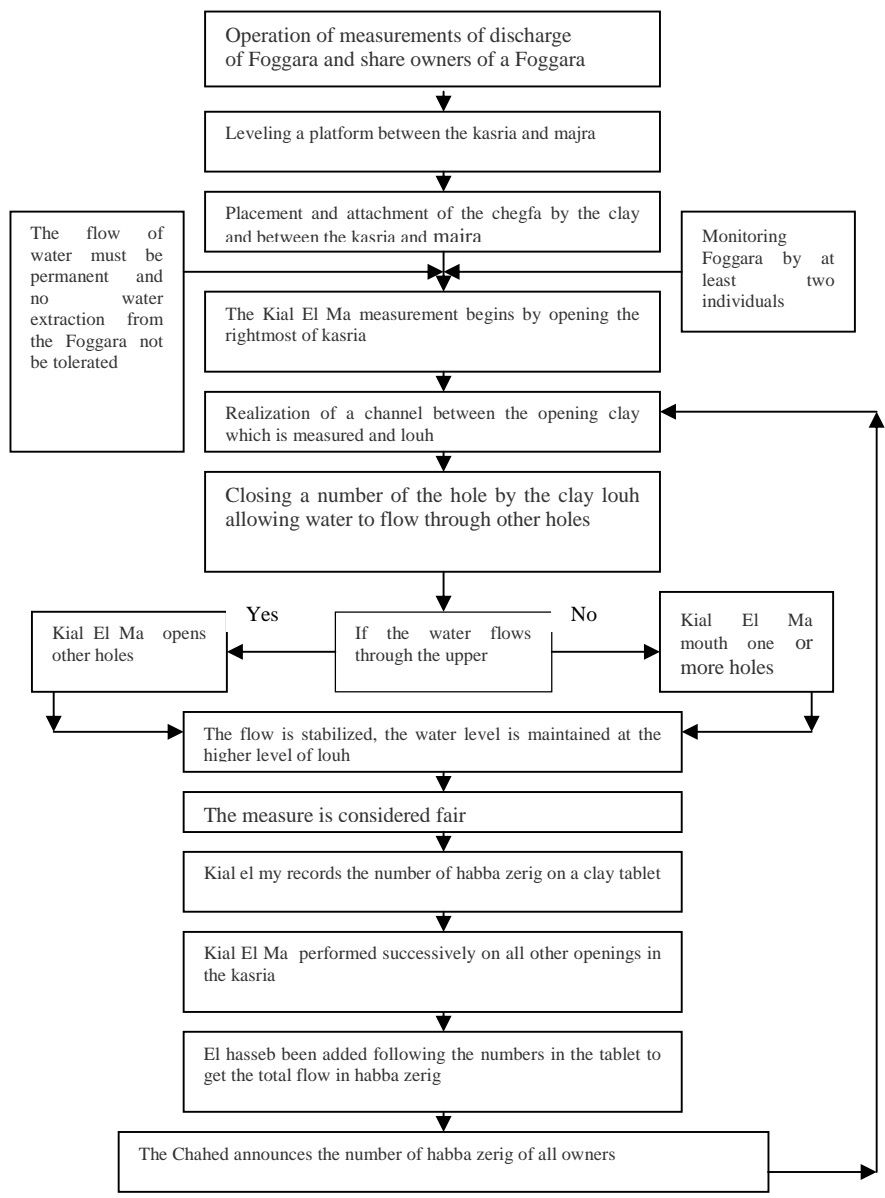 Operation of measurements of discharge
of Foggara and share owners of a Foggara
Leveling a platform between the kasria and majra
Placement and attachment of the chegfa by the clay
and between the kasria and maira
The flow of
water must be
permanent and
no water
extraction from
the Foggara not
be tolerated
Monitoring
Foggara by at
least two
individuals
The Kial El Ma measurement begins by opening the
rightmost of kasria
Realization of a channel between the opening clay
which is measured and louh
Closing a number of the hole by the clay louh
allowing water to flow through other holes
Kial El Ma opens
other holes
Yes
If the water flows
through the upper
No
Kial El Ma
mouth one or
more holes
The flow is stabilized, the water level is maintained at the
higher level of louh
The measure is considered fair
Kial el my records the number of habba zerig on a clay tablet
Kial El Ma performed successively on all other openings in
the kasria
El hasseb been added following the numbers in the tablet to
get the total flow in habba zerig
The Chahed announces the number of habba zerig of all owners